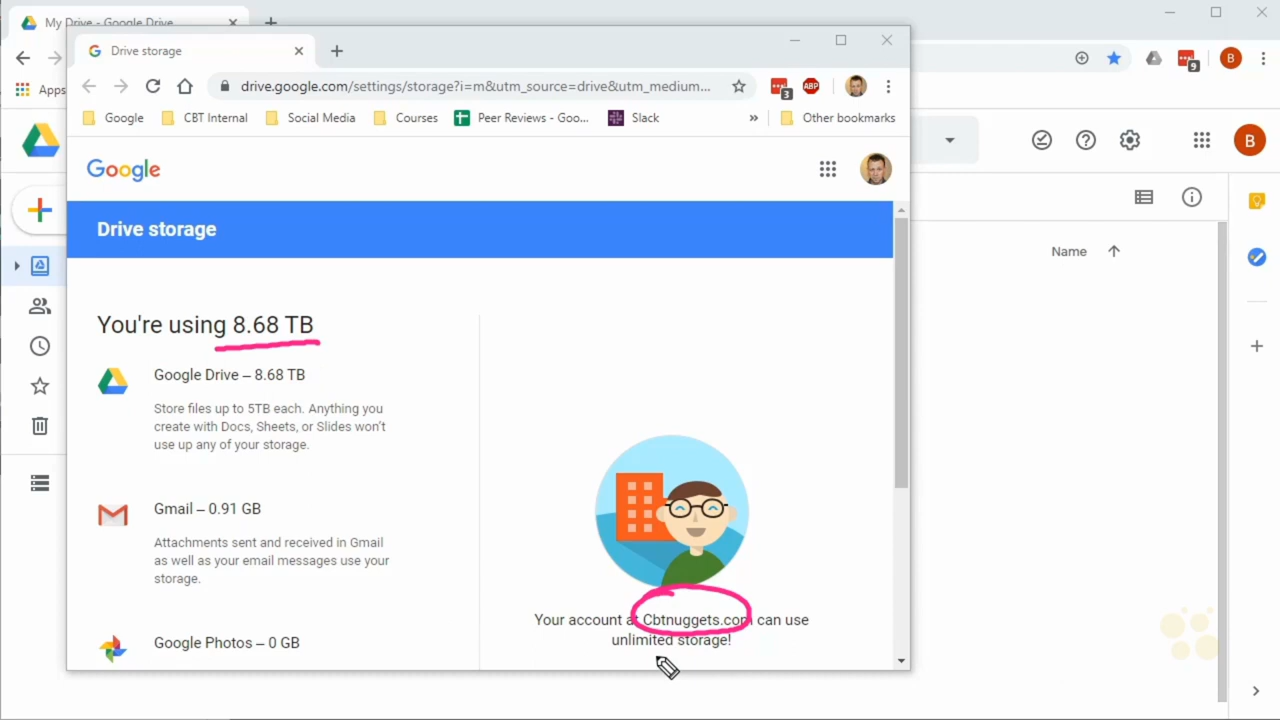 My Drive - Google Drive
Drive storage
drive.google.com/settings/storage?i=m&utm_source=drive&utm_medium...
3
ABP
9
B
Apps
Google
CBT Internal
Social Media
Courses
Peer Reviews - Goo...
Slack
»
Other bookmarks
Google
B
Drive storage
Name
You're using 8.68 TB
Google Drive – 8.68 TB
Store files up to 5TB each. Anything you
create with Docs, Sheets, or Slides won't
use up any of your storage.
Gmail – 0.91 GB
Attachments sent and received in Gmail
as well as your email messages use your
storage.
Google Photos – 0 GB
Your account at Cbtnuggets.com can use
unlimited storage!